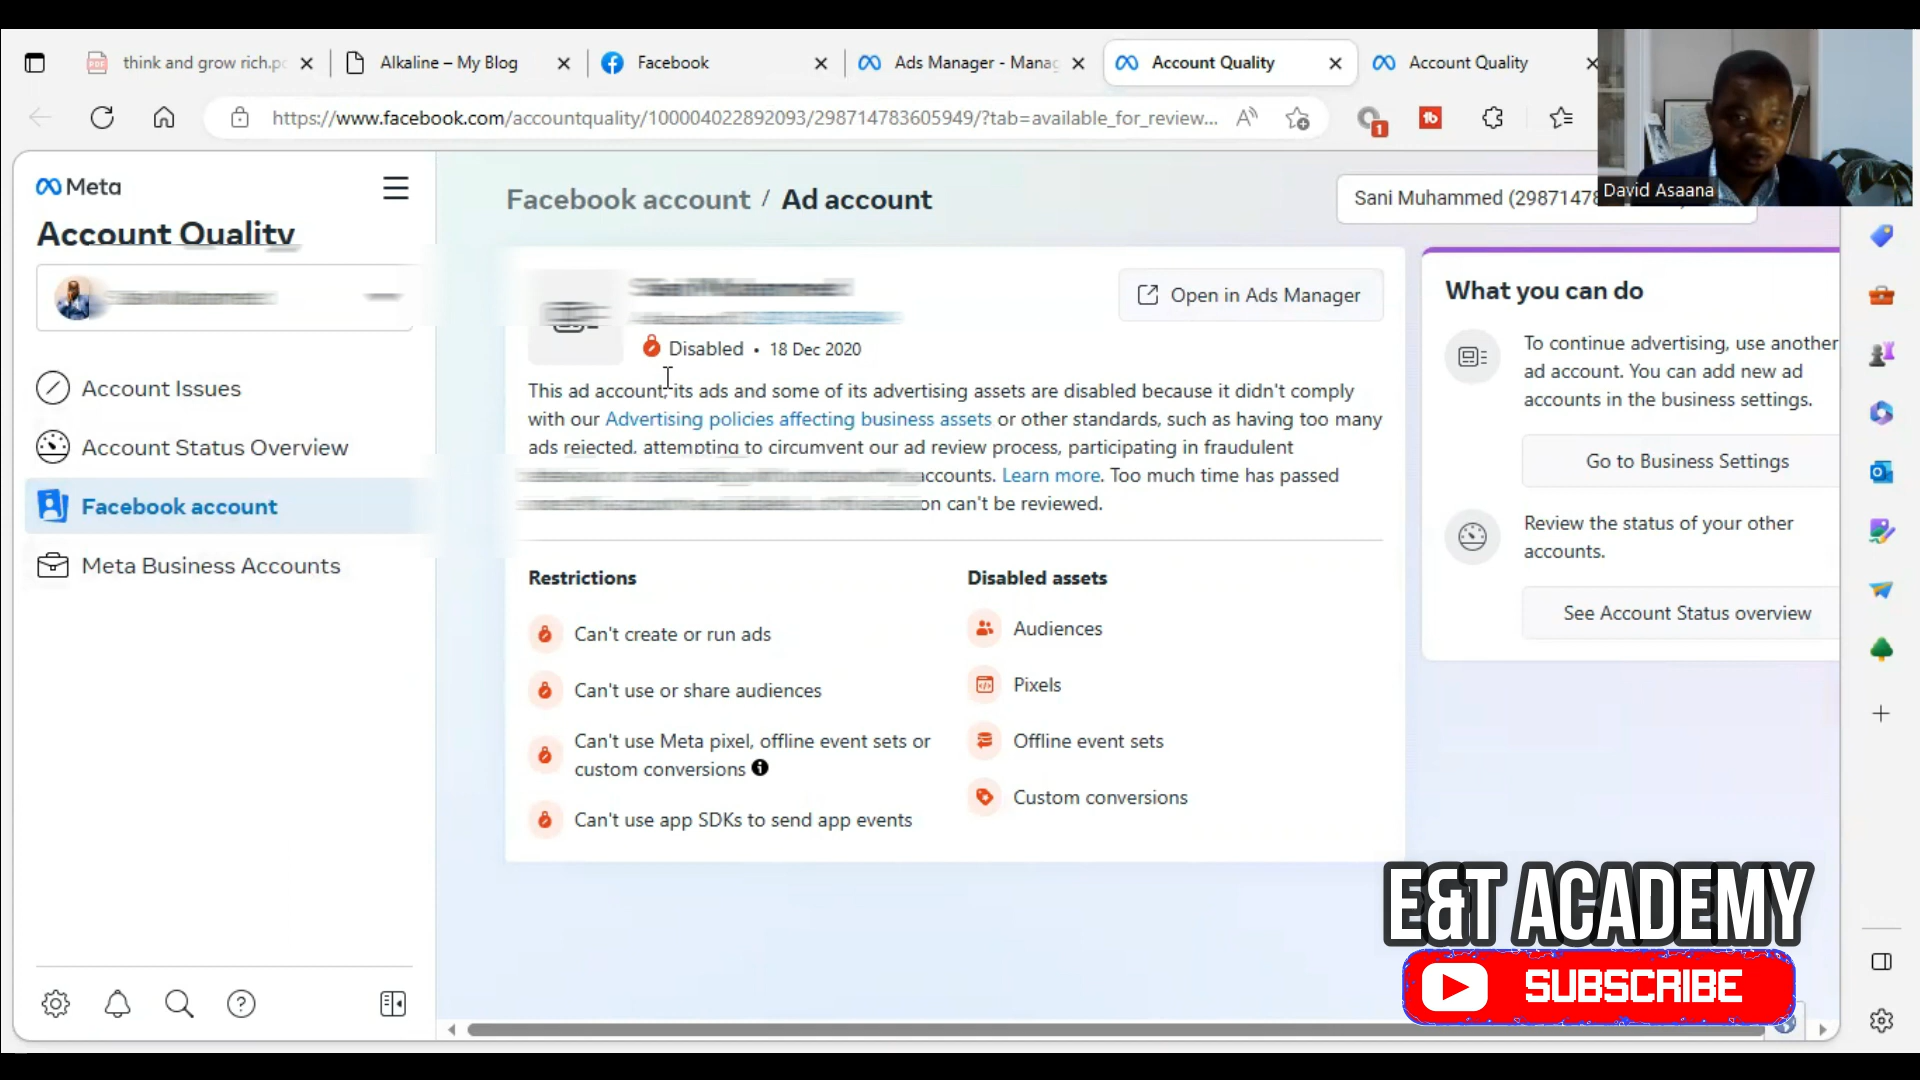 think and grow rich.p
Alkaline – My Blog
Facebook
Ads Manager - Manag
Account Quality
Account Quality
https://www.facebook.com/accountquality/100004022892093/298714783605949/?tab=available_for_review...
1
David Asaana
Meta
Account Quality
Account Issues
Account Status Overview
Facebook account
Meta Business Accounts
Facebook account / Ad account
Sani Muhammed (29871478
Open in Ads Manager
Disabled • 18 Dec 2020
This ad account, its ads and some of its advertising assets are disabled because it didn't comply
with our Advertising policies affecting business assets or other standards, such as having too many
ads rejected, attempting to circumvent our ad review process, participating in fraudulent
accounts. Learn more. Too much time has passed
on can't be reviewed.
Restrictions
Can't create or run ads
Can't use or share audiences
Can't use Meta pixel, offline event sets or
custom conversions
Can't use app SDKs to send app events
Disabled assets
Audiences
Pixels
Offline event sets
Custom conversions
What you can do
To continue advertising, use another
ad account. You can add new ad
accounts in the business settings.
Go to Business Settings
Review the status of your other
accounts.
See Account Status overview
E&T ACADEMY
SUBSCRIBE